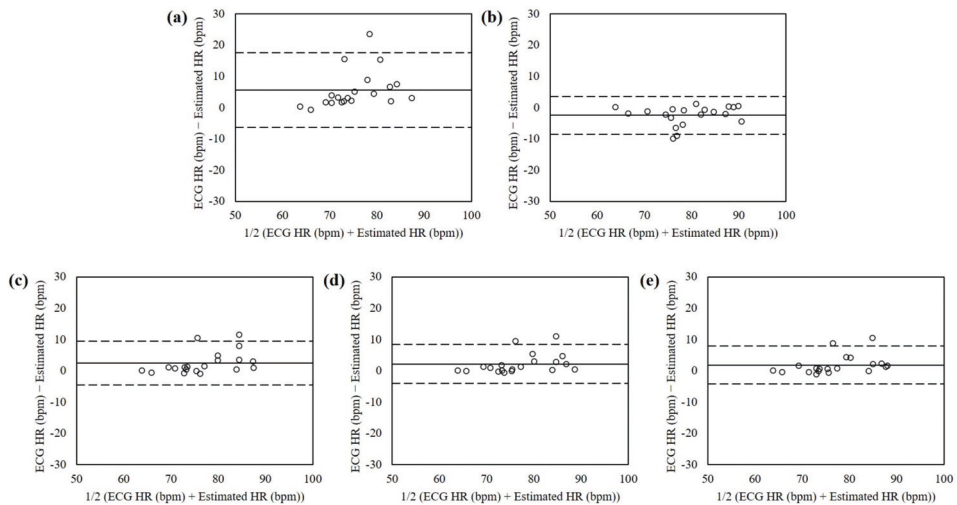 (a)
ECG HR (bpm) − Estimated HR (bpm)
30
20
10
0
-10
-20
-30
50 60 70 80 90 100
1/2 (ECG HR (bpm) + Estimated HR (bpm))
(b)
ECG HR (bpm) − Estimated HR (bpm)
30
20
10
0
-10
-20
-30
50 60 70 80 90 100
1/2 (ECG HR (bpm) + Estimated HR (bpm))
(c)
ECG HR (bpm) − Estimated HR (bpm)
30
20
10
0
-10
-20
-30
50 60 70 80 90 100
1/2 (ECG HR (bpm) + Estimated HR (bpm))
(d)
ECG HR (bpm) − Estimated HR (bpm)
30
20
10
0
-10
-20
-30
50 60 70 80 90 100
1/2 (ECG HR (bpm) + Estimated HR (bpm))
(e)
ECG HR (bpm) − Estimated HR (bpm)
30
20
10
0
-10
-20
-30
50 60 70 80 90 100
1/2 (ECG HR (bpm) + Estimated HR (bpm))